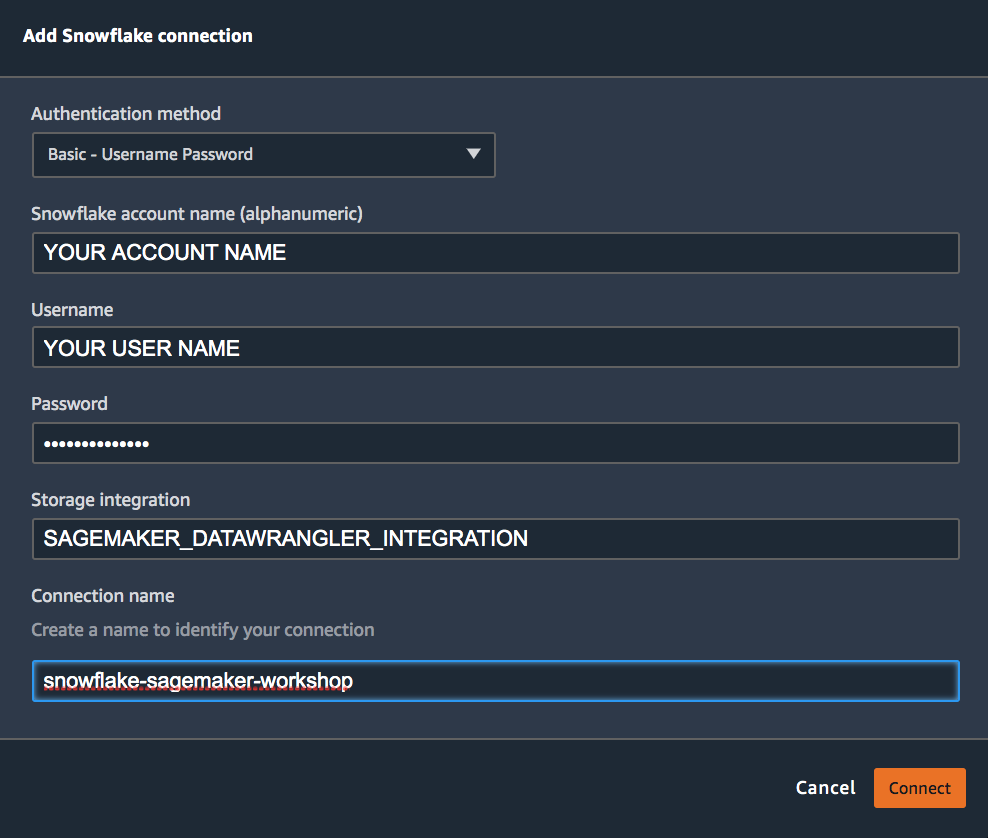 Add Snowflake connection
Authentication method
Basic - Username Password
Snowflake account name (alphanumeric)
YOUR ACCOUNT NAME
Username
YOUR USER NAME
Password
••••••••••••••
Storage integration
SAGEMAKER_DATAWRANGLER_INTEGRATION
Connection name
Create a name to identify your connection
snowflake-sagemaker-workshop
Cancel Connect